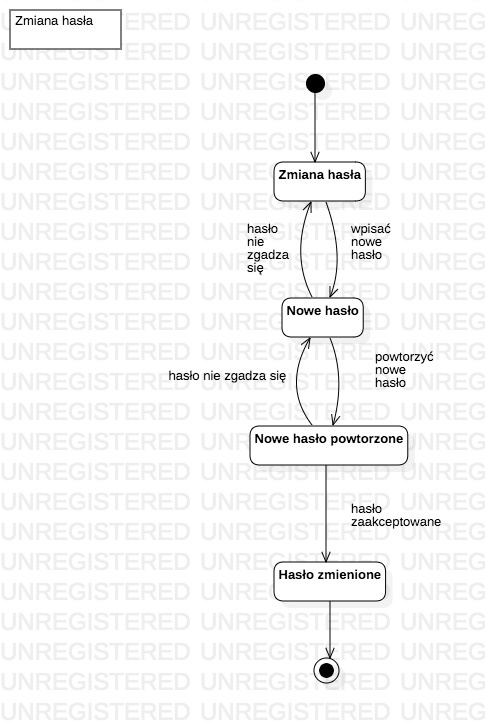 Zmiana hasła
Zmiana hasła
hasło
nie
zgadza
się
wpisać
nowe
hasło
Nowe hasło
hasło nie zgadza się
powtorzyć
nowe
hasło
Nowe hasło powtorzone
hasło
zaakceptowane
Hasło zmienione
UNREGISTERED UNREGISTERED UNREG